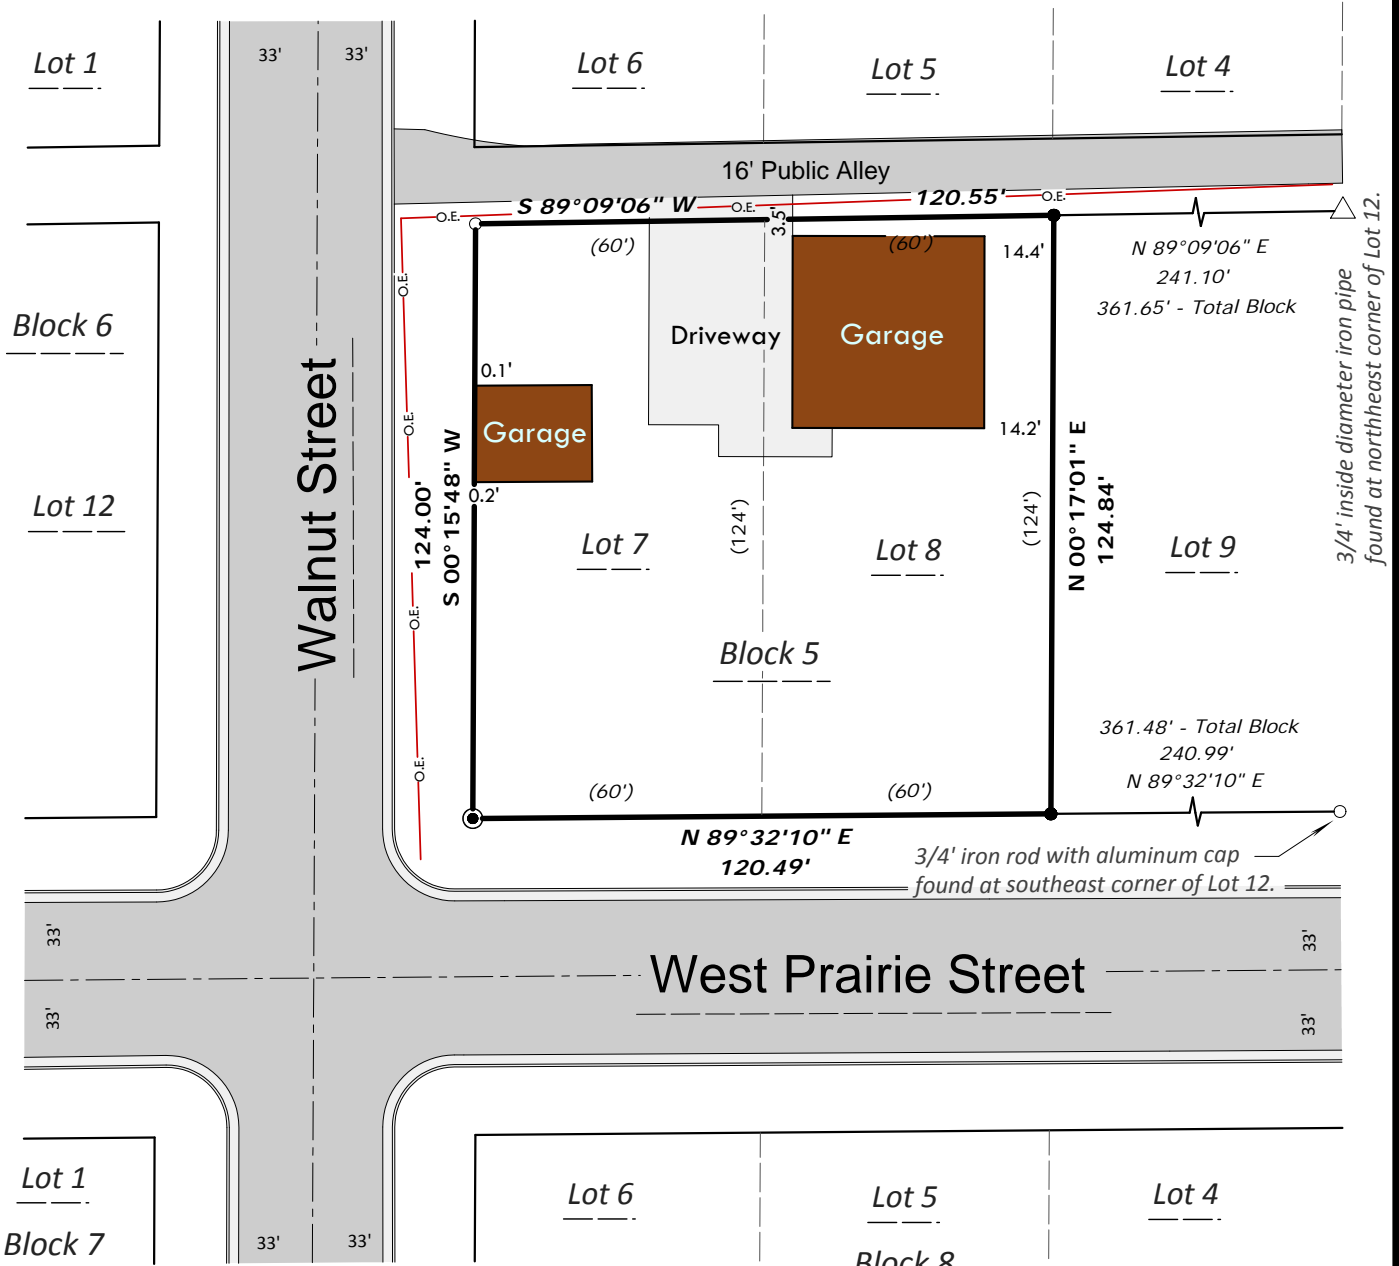 Lot 1
33'
33'
Lot 6
Lot 5
Lot 4
16' Public Alley
O.E.
S 89°09'06" W
O.E.
120.55'
O.E.
(60')
3.5'
(60')
14.4'
N 89°09'06" E
241.10'
361.65' - Total Block
3/4' inside diameter iron pipe
found at northheast corner of Lot 12.
Block 6
O.E.
Driveway
Garage
0.1'
O.E.
Garage
14.2'
0.2'
Walnut Street
124.00'
S 00°15'48" W
(124')
(124')
N 00°17'01" E
124.84'
Lot 12
Lot 7
Lot 8
Lot 9
O.E.
Block 5
O.E.
361.48' - Total Block
240.99'
N 89°32'10" E
(60')
(60')
N 89°32'10" E
120.49'
3/4' iron rod with aluminum cap
found at southeast corner of Lot 12.
33'
33'
West Prairie Street
33'
33'
Lot 1
Block 7
33'
33'
Lot 6
Lot 5
Block 8
Lot 4